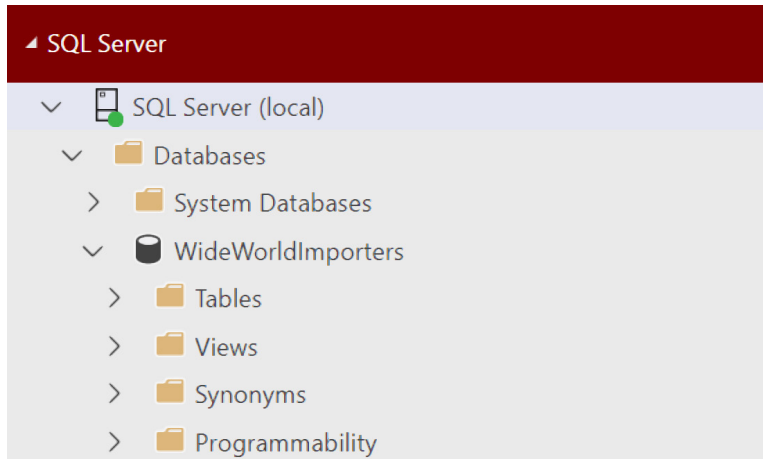 SQL Server
SQL Server (local)
Databases
System Databases
WideWorldImporters
Tables
Views
Synonyms
Programmability